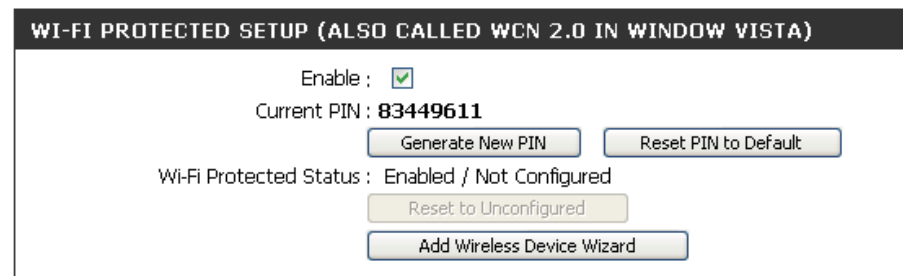 WI-FI PROTECTED SETUP (ALSO CALLED WCN 2.0 IN WINDOW VISTA)
Enable :
Current PIN : 83449611
Generate New PIN Reset PIN to Default
Wi-Fi Protected Status : Enabled / Not Configured
Reset to Unconfigured
Add Wireless Device Wizard